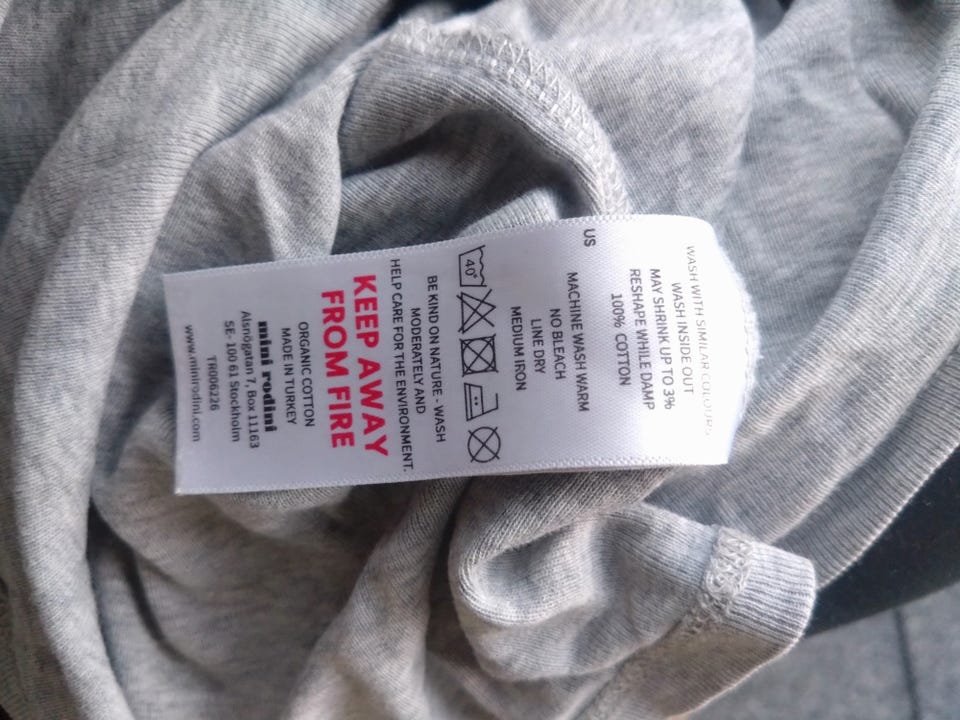 WASH WITH SIMILAR COLOURS
WASH INSIDE OUT
MAY SHRINK UP TO 3%
RESHAPE WHILE DAMP
100% COTTON
US
MACHINE WASH WARM
NO BLEACH
LINE DRY
MEDIUM IRON
40°
BE KIND ON NATURE - WASH
MODERATELY AND
HELP CARE FOR THE ENVIRONMENT.
KEEP AWAY
FROM FIRE
ORGANIC COTTON
MADE IN TURKEY
mini rodini
Alsnögatan 7, Box 11163
SE- 100 61 Stockholm
TR006226
www.minirodini.com